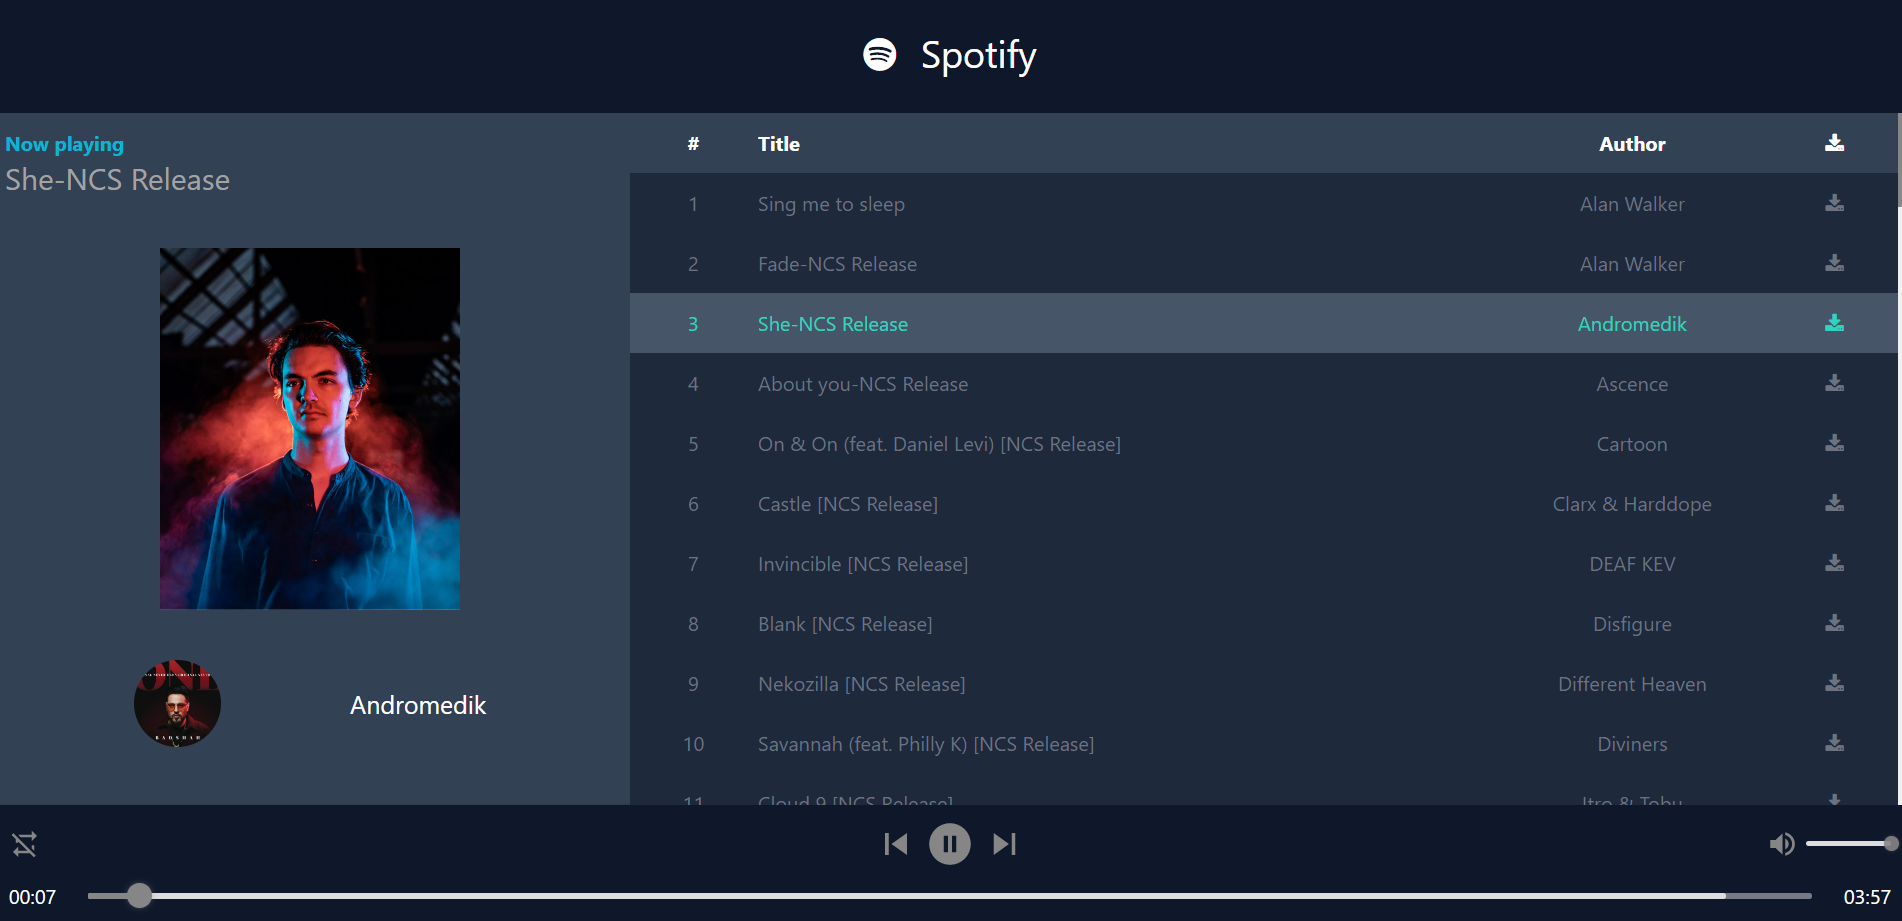 Spotify
Now playing
She-NCS Release
ONE
BADSHAH
Andromedik
# Title Author
1 Sing me to sleep Alan Walker
2 Fade-NCS Release Alan Walker
3 She-NCS Release Andromedik
4 About you-NCS Release Ascence
5 On & On (feat. Daniel Levi) [NCS Release] Cartoon
6 Castle [NCS Release] Clarx & Harddope
7 Invincible [NCS Release] DEAF KEV
8 Blank [NCS Release] Disfigure
9 Nekozilla [NCS Release] Different Heaven
10 Savannah (feat. Philly K) [NCS Release] Diviners
11 Cloud 9 [NCS Release] Itro & Tobu
00:07 03:57